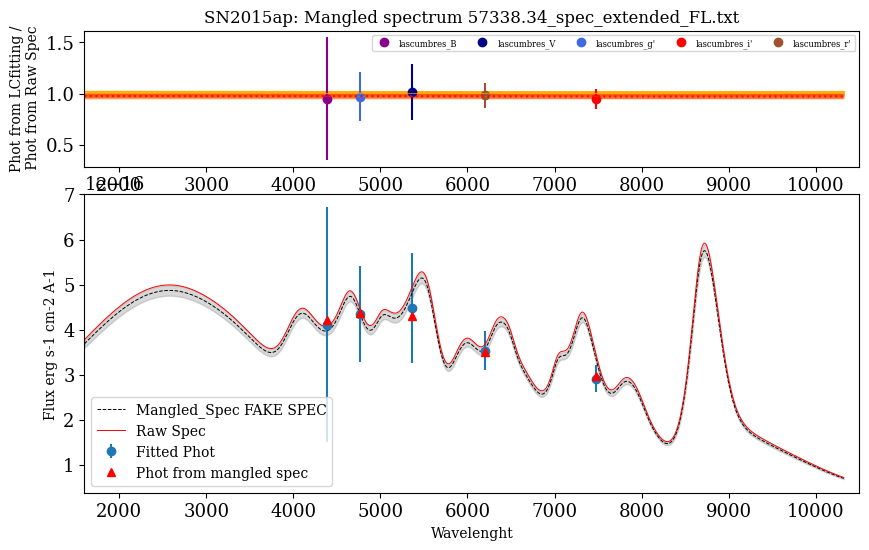 SN2015ap: Mangled spectrum 57338.34_spec_extended_FL.txt
Phot from LCfitting /
Phot from Raw Spec
1.5
1.0
0.5
lascumbres_B lascumbres_V lascumbres_g' lascumbres_i' lascumbres_r'
2000 3000 4000 5000 6000 7000 8000 9000 10000
1e−16
Flux erg s-1 cm-2 A-1
7
6
5
4
3
2
1
Mangled_Spec FAKE SPEC
Raw Spec
Fitted Phot
Phot from mangled spec
2000 3000 4000 5000 6000 7000 8000 9000 10000
Wavelenght